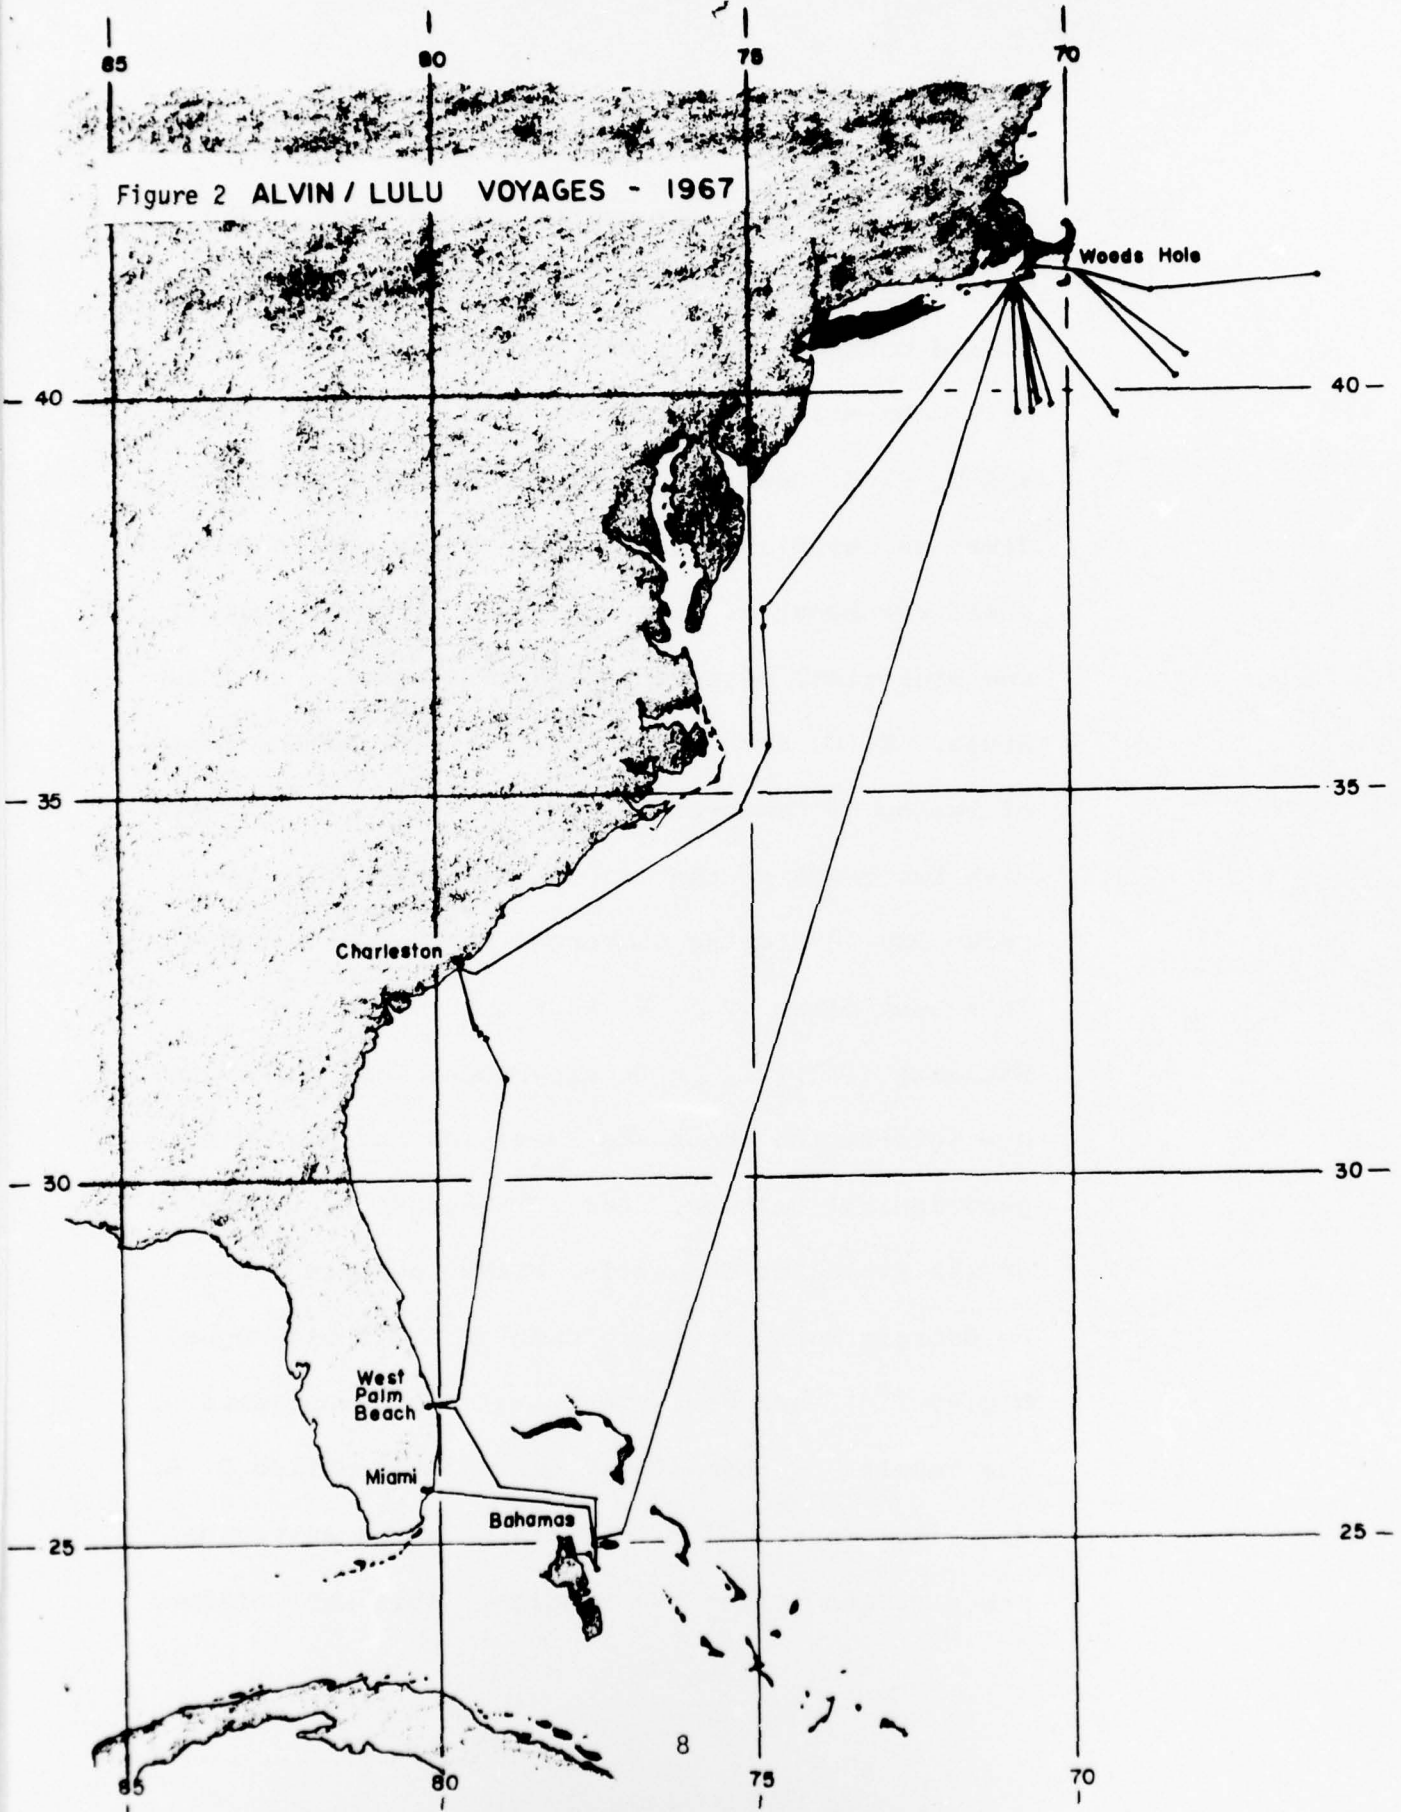 85 80 75 70
Figure 2 ALVIN / LULU VOYAGES - 1967
Woods Hole
40 40
35 35
Charleston
30 30
West
Palm
Beach
Miami
Bahamas
25 25
8
85 80 75 70